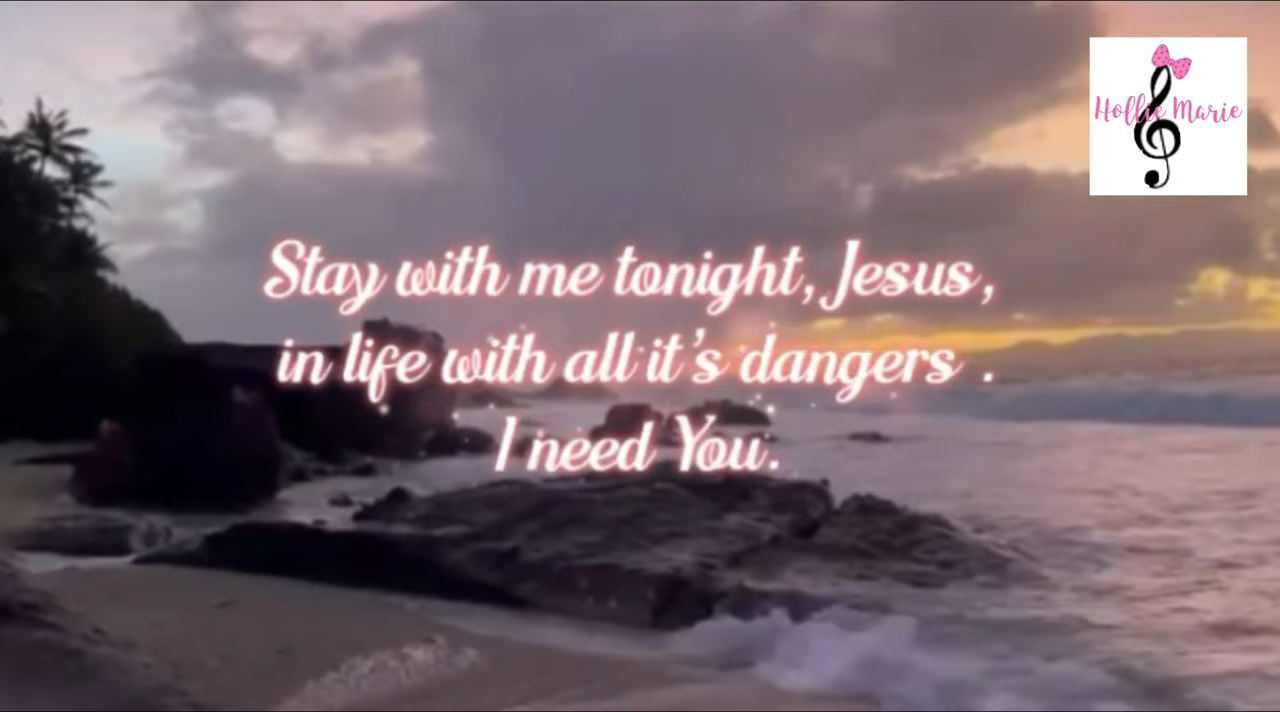 Hollie Marie
Stay with me tonight, Jesus,
in life with all it's dangers .
I need You.